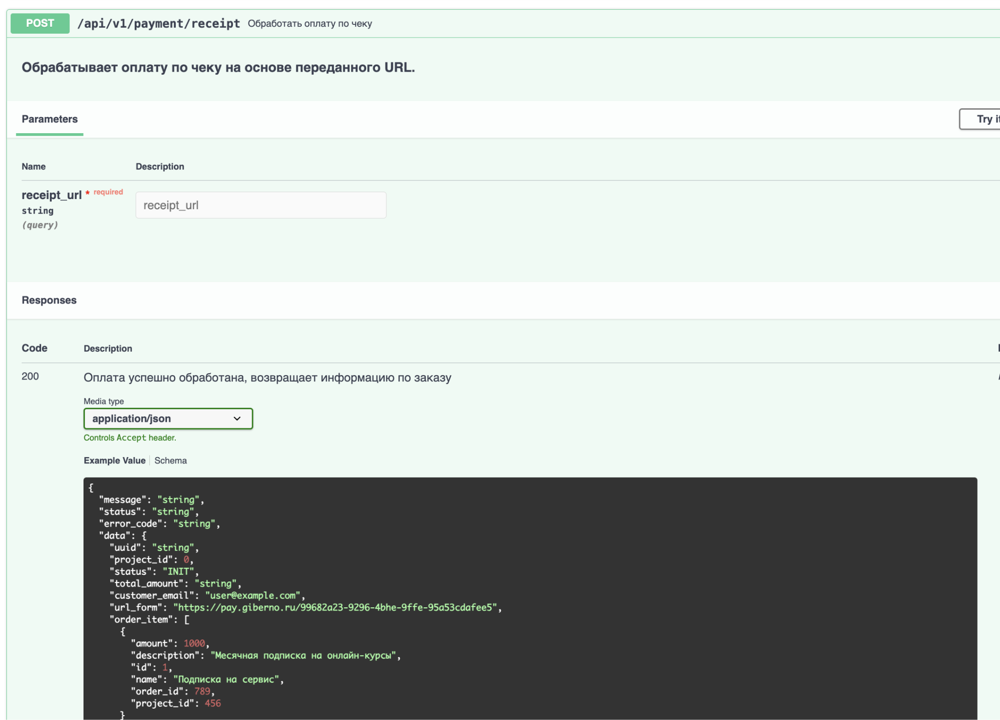 POST /api/v1/payment/receipt Обработать оплату по чеку
Обрабатывает оплату по чеку на основе переданного URL.
Parameters
Try it
Name Description
receipt_url * required
receipt_url
string
(query)
Responses
Code Description
200 Оплата успешно обработана, возвращает информацию по заказу
Media type
application/json
Controls Accept header.
Example Value Schema
{
"message": "string",
"status": "string",
"error_code": "string",
"data": {
"uuid": "string",
"project_id": 0,
"status": "INIT",
"total_amount": "string",
"customer_email": "user@example.com",
"url_form": "https://pay.giberno.ru/99682a23-9296-4bhe-9ffe-95a53cdafee5",
"order_item": [
{
"amount": 1000,
"description": "Месячная подписка на онлайн-курсы",
"id": 1,
"name": "Подписка на сервис",
"order_id": 789,
"project_id": 456
}